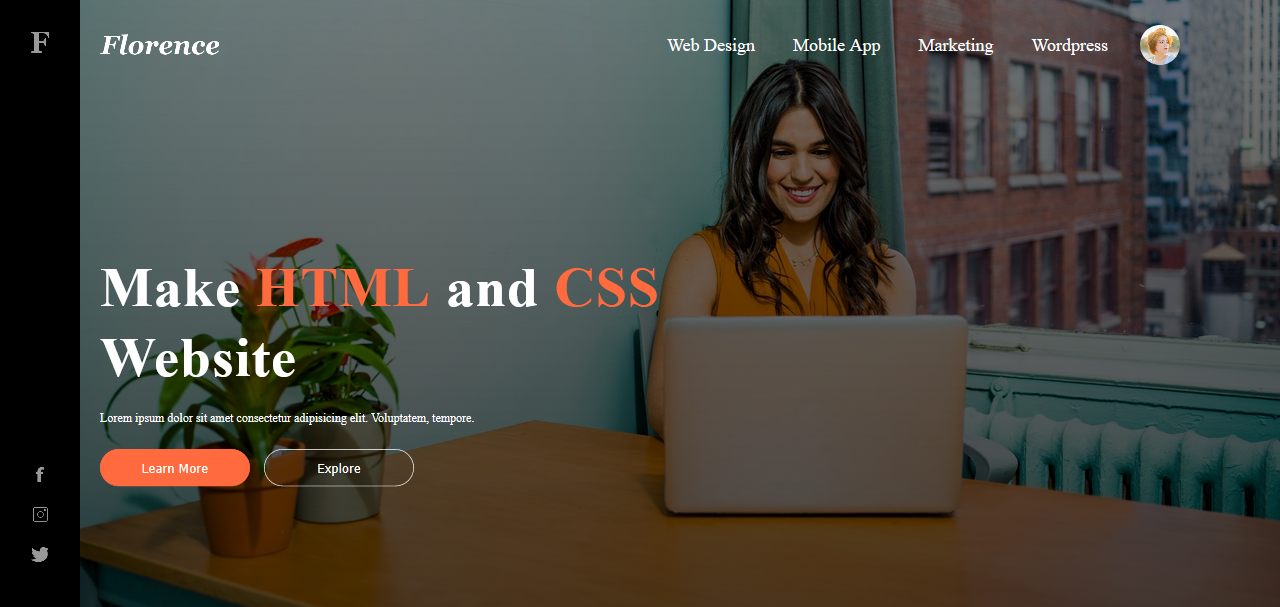 F
Florence
Web Design Mobile App Marketing Wordpress
Make HTML and CSS
Website
Lorem ipsum dolor sit amet consectetur adipisicing elit. Voluptatem, tempore.
Learn More Explore